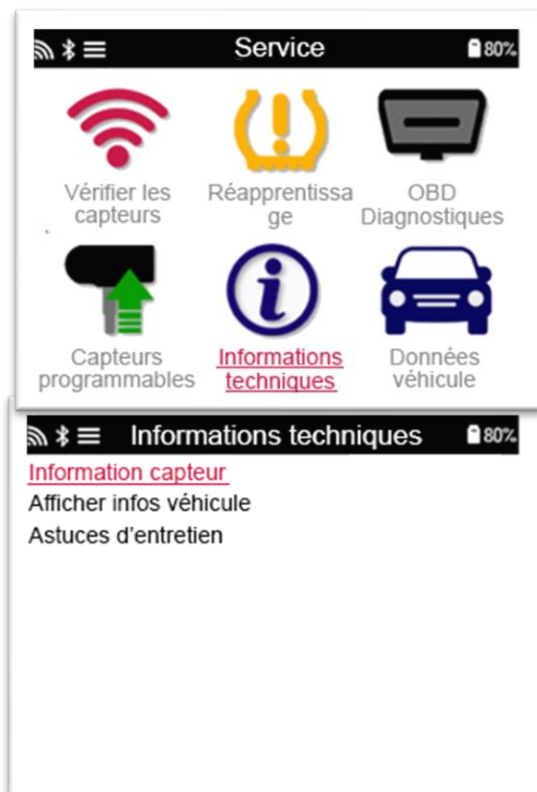 Service
80%
Vérifier les
capteurs
Réapprentissa
ge
OBD
Diagnostiques
Capteurs
programmables
Informations
techniques
Données
véhicule
Informations techniques
80%
Information capteur
Afficher infos véhicule
Astuces d'entretien